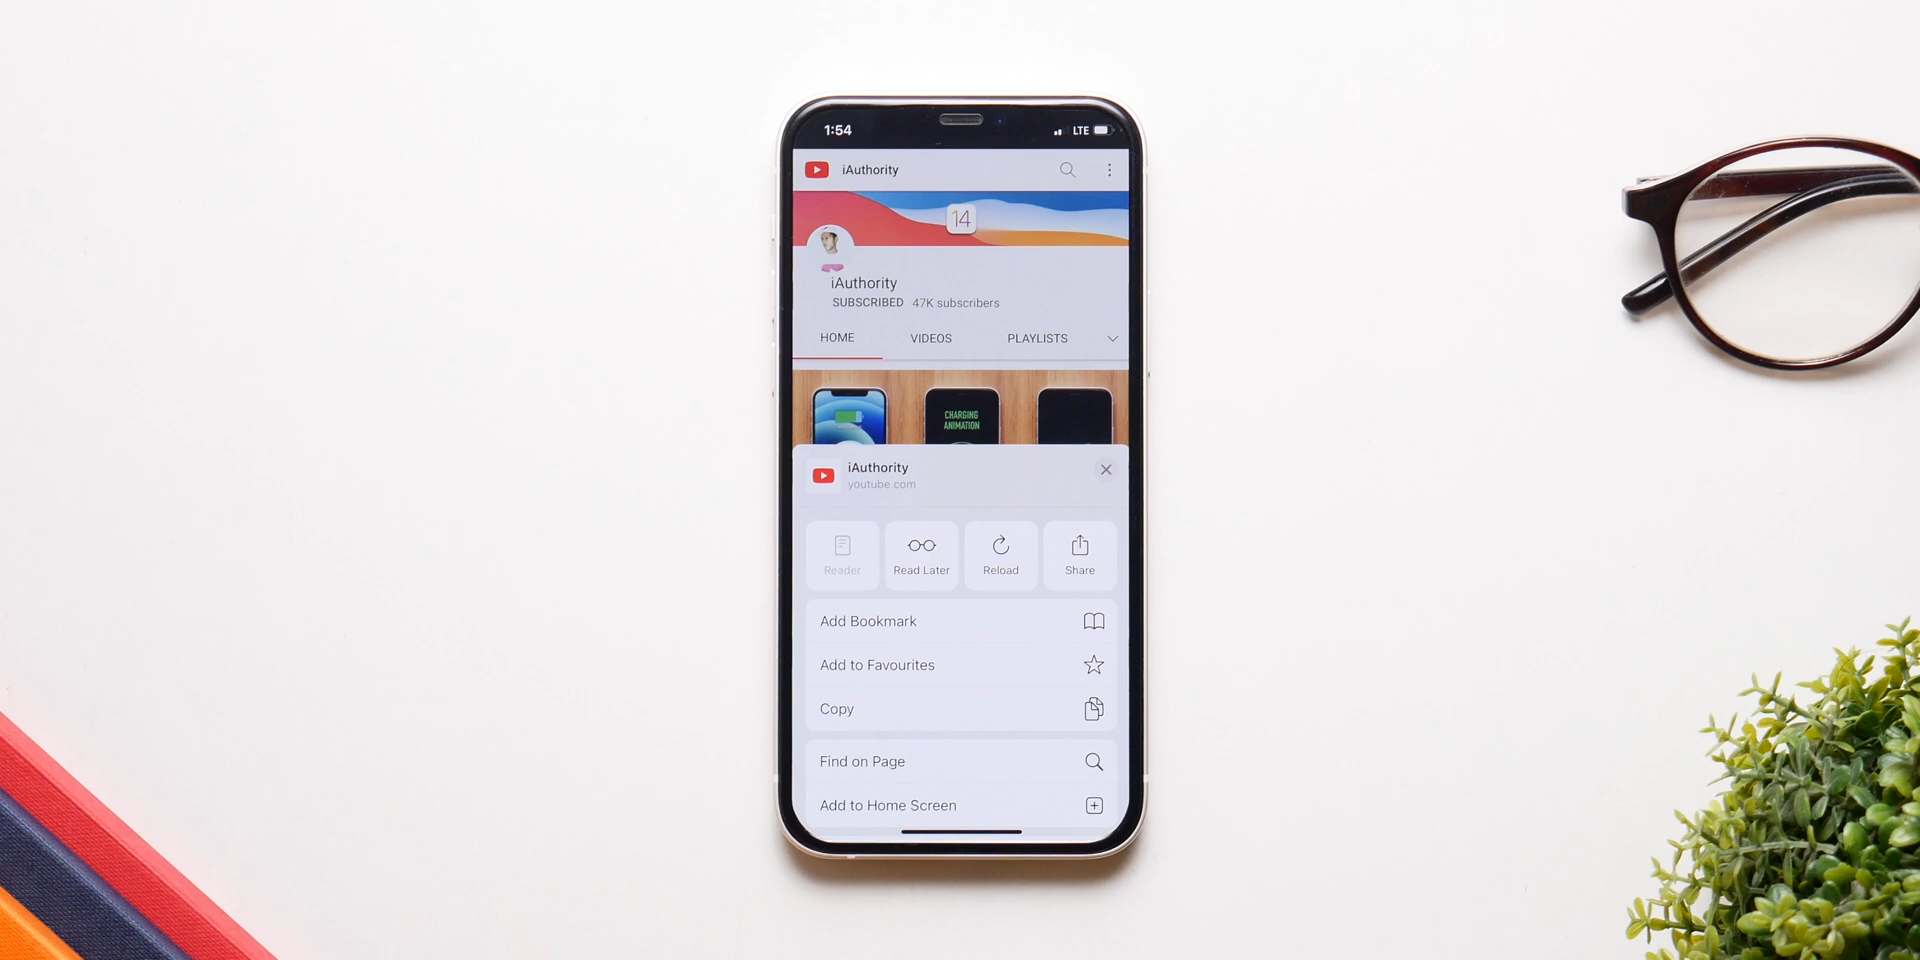 1:54 LTE
iAuthority
14
iAuthority
SUBSCRIBED 47K subscribers
HOME VIDEOS PLAYLISTS
CHARGING
ANIMATION
iAuthority
youtube.com
Reader Read Later Reload Share
Add Bookmark
Add to Favourites
Copy
Find on Page
Add to Home Screen